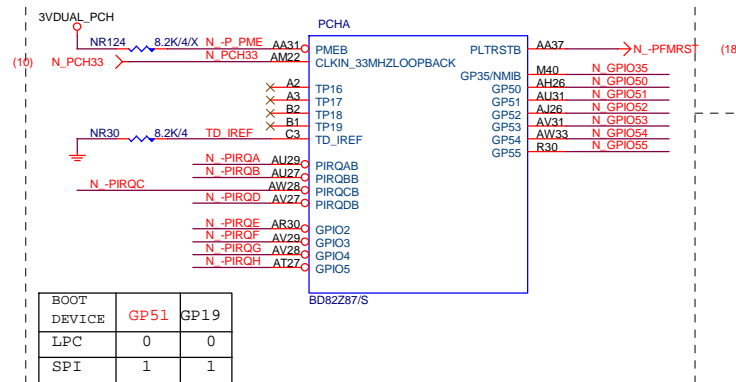 3VDUAL_PCH
PCHA
NR124 8.2K/4/X N_-P_PME AA31 PMEB PLTRSTB AA37 N_-PFMRST (18
(10) N_PCH33 N_PCH33 AM22 CLKIN_33MHZLOOPBACK
GP35/NMIB M40 N_GPIO35
A2 TP16 GP50 AH26 N_GPIO50
A3 TP17 GP51 AU31 N_GPIO51
B2 TP18 GP52 AJ26 N_GPIO52
B1 TP19 GP53 AV31 N_GPIO53
NR30 8.2K/4 TD_IREF C3 TD_IREF GP54 AW33 N_GPIO54
GP55 R30 N_GPIO55
N_-PIRQA AU29 PIRQAB
N_-PIRQB AU27 PIRQBB
N_-PIRQC AW28 PIRQCB
N_-PIRQD AV27 PIRQDB
N_-PIRQE AR30 GPIO2
N_-PIRQF AV29 GPIO3
N_-PIRQG AV28 GPIO4
N_-PIRQH AT27 GPIO5
BD82Z87/S
BOOT
DEVICE GP51 GP19
LPC 0 0
SPI 1 1